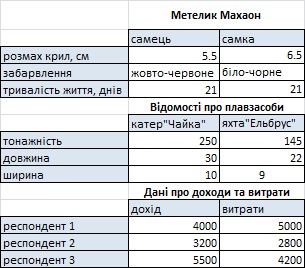 Метелик Махаон
самець самка
розмах крил, см 5.5 6.5
забарвлення жовто-червоне біло-чорне
тривалість життя, днів 21 21
Відомості про плавзасоби
катер"Чайка" яхта"Ельбрус"
тонажність 250 145
довжина 30 22
ширина 10 9
Дані про доходи та витрати
дохід витрати
респондент 1 4000 5000
респондент 2 3200 2800
респондент 3 5500 4200